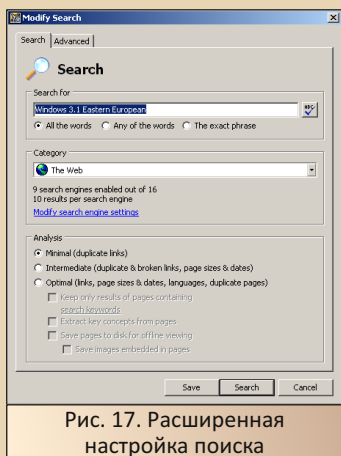 Modify Search
Search Advanced
Search
Search for
Windows 3.1 Eastern European
ABC
All the words Any of the words The exact phrase
Category
The Web
9 search engines enabled out of 16
10 results per search engine
Modify search engine settings
Analysis
Minimal (duplicate links)
Intermediate (duplicate & broken links, page sizes & dates)
Optimal (links, page sizes & dates, languages, duplicate pages)
Keep only results of pages containing
search keywords
Extract key concepts from pages
Save pages to disk for offline viewing
Save images embedded in pages
Save Search Cancel
Рис. 17. Расширенная
настройка поиска